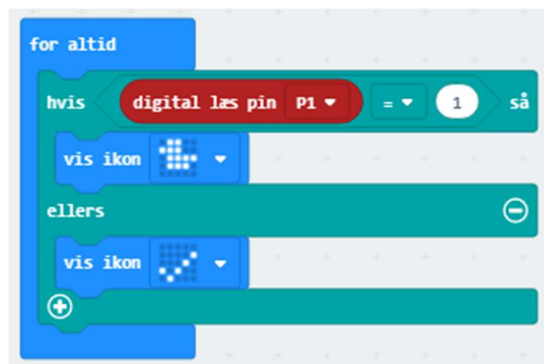 for altid
hvis digital læs pin P1 = 1 så
vis ikon
ellers
vis ikon